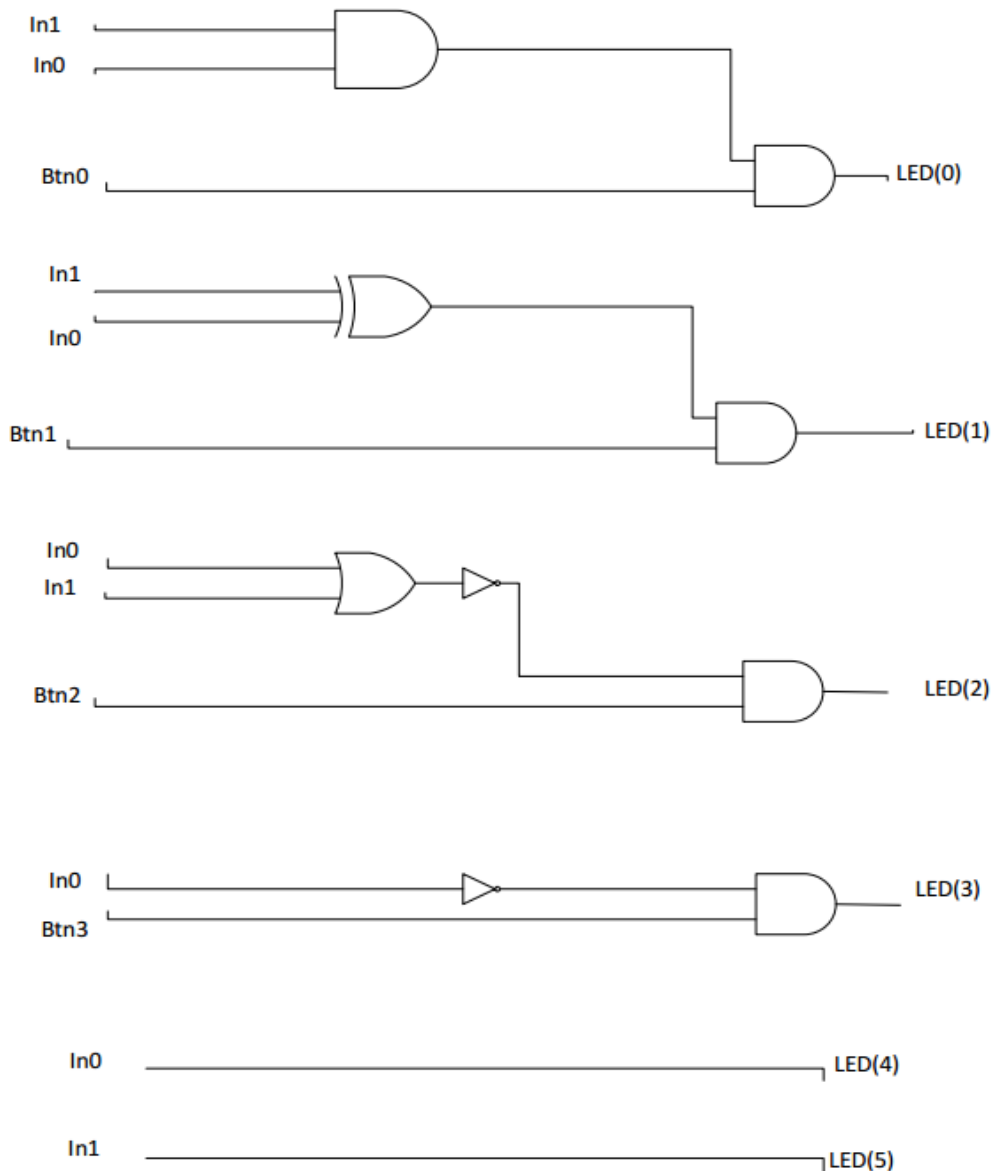 In1
In0
Btn0
LED(0)
In1
In0
Btn1
LED(1)
In0
In1
Btn2
LED(2)
In0
Btn3
LED(3)
In0
LED(4)
In1
LED(5)